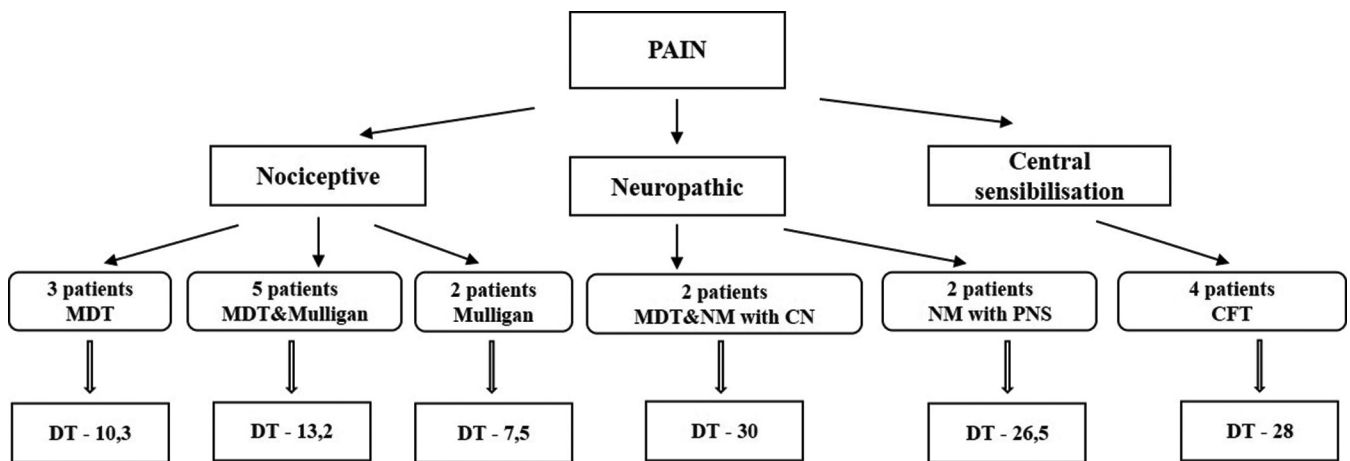 PAIN
Nociceptive
Neuropathic
Central
sensibilisation
3 patients
MDT
5 patients
MDT&Mulligan
2 patients
Mulligan
2 patients
MDT&NM with CN
2 patients
NM with PNS
4 patients
CFT
DT - 10,3
DT - 13,2
DT - 7,5
DT - 30
DT - 26,5
DT - 28